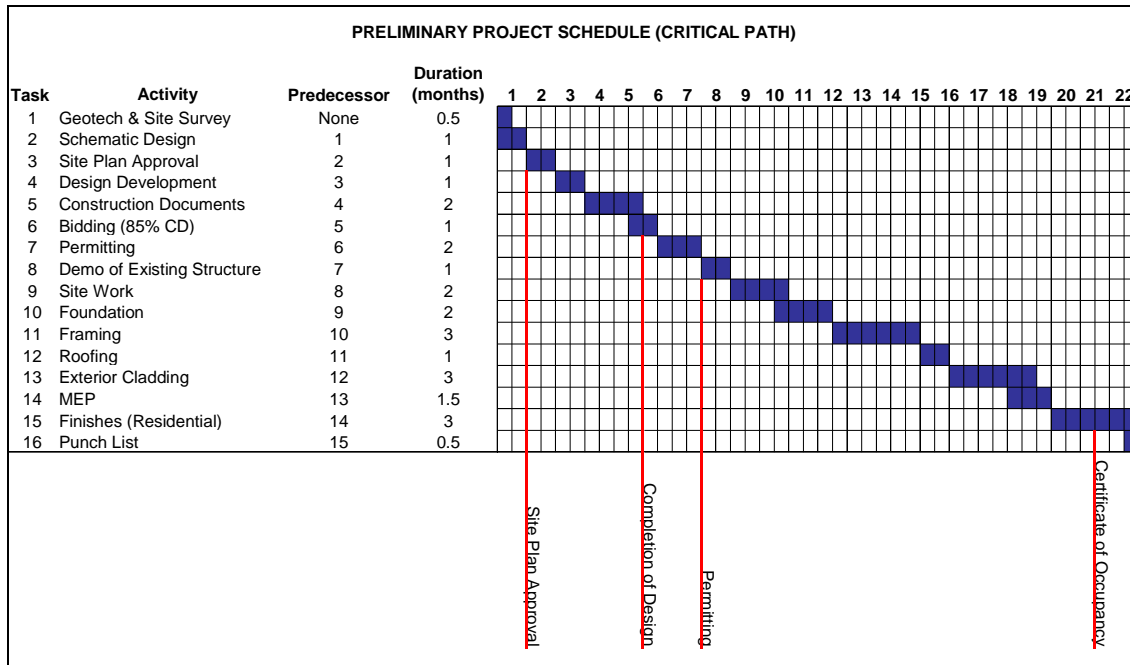 PRELIMINARY PROJECT SCHEDULE (CRITICAL PATH)
Task Activity Predecessor Duration (months) 1 2 3 4 5 6 7 8 9 10 11 12 13 14 15 16 17 18 19 20 21 22
1 Geotech & Site Survey None 0.5
2 Schematic Design 1 1
3 Site Plan Approval 2 1
4 Design Development 3 1
5 Construction Documents 4 2
6 Bidding (85% CD) 5 1
7 Permitting 6 2
8 Demo of Existing Structure 7 1
9 Site Work 8 2
10 Foundation 9 2
11 Framing 10 3
12 Roofing 11 1
13 Exterior Cladding 12 3
14 MEP 13 1.5
15 Finishes (Residential) 14 3
16 Punch List 15 0.5
Site Plan Approval
Completion of Design
Permitting
Certificate of Occupancy